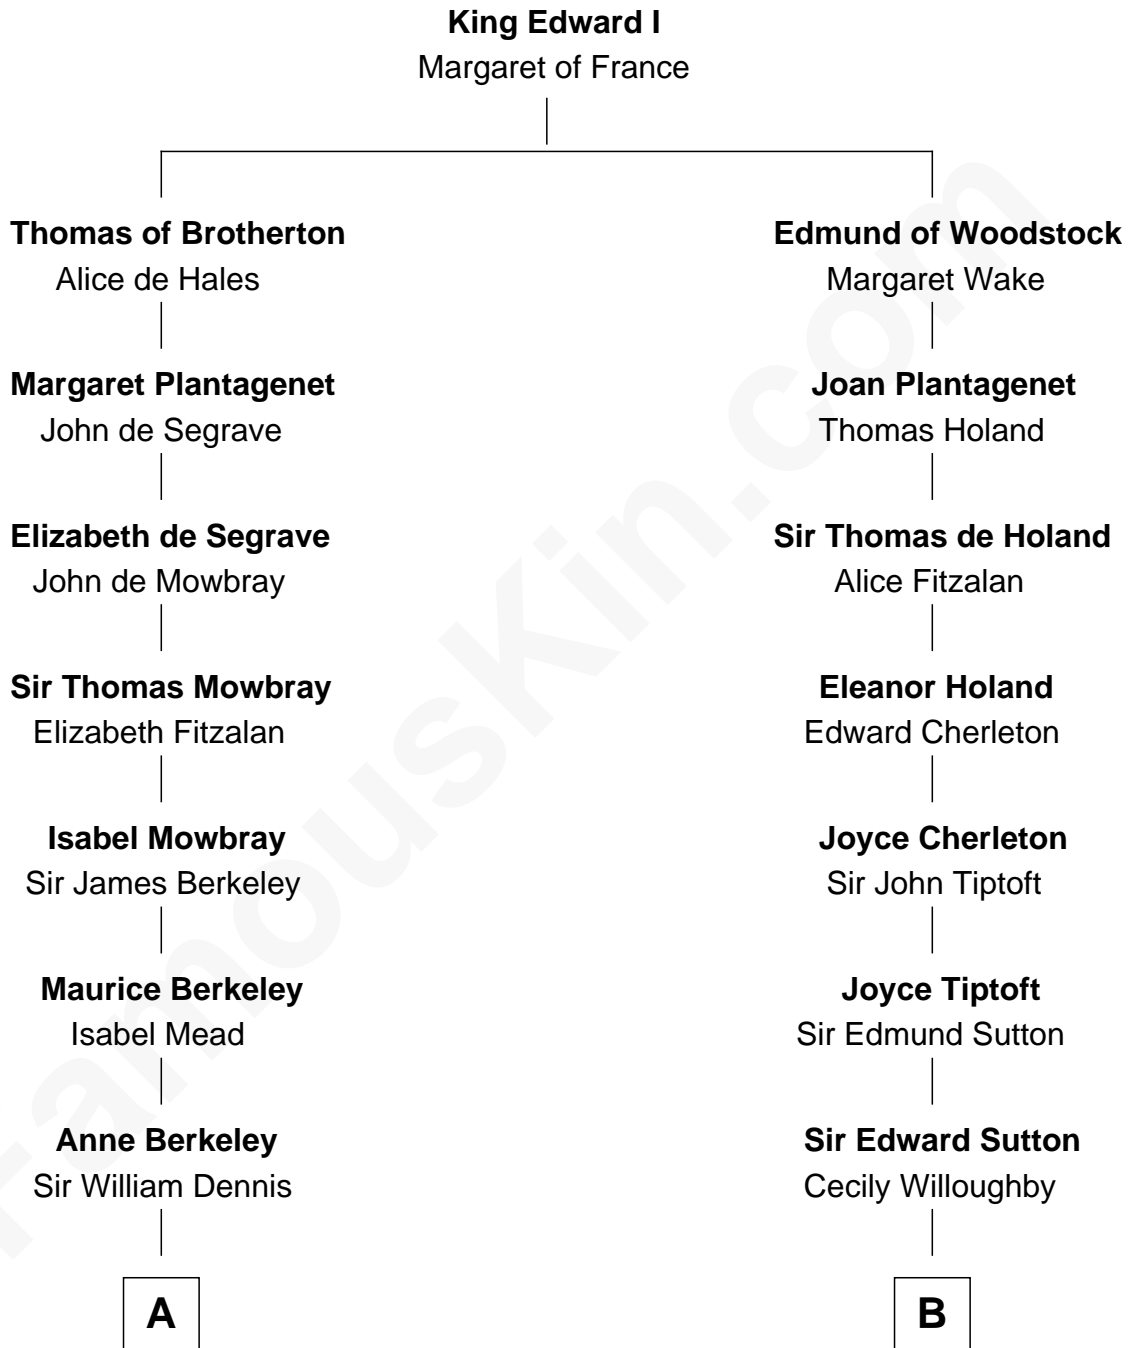 King Edward I
Margaret of France
Thomas of Brotherton
Alice de Hales
Edmund of Woodstock
Margaret Wake
Margaret Plantagenet
John de Segrave
Joan Plantagenet
Thomas Holand
Elizabeth de Segrave
John de Mowbray
Sir Thomas de Holand
Alice Fitzalan
Sir Thomas Mowbray
Elizabeth Fitzalan
Eleanor Holand
Edward Cherleton
Isabel Mowbray
Sir James Berkeley
Joyce Cherleton
Sir John Tiptoft
Maurice Berkeley
Isabel Mead
Joyce Tiptoft
Sir Edmund Sutton
Anne Berkeley
Sir William Dennis
Sir Edward Sutton
Cecily Willoughby
A
B
FamousKin.com